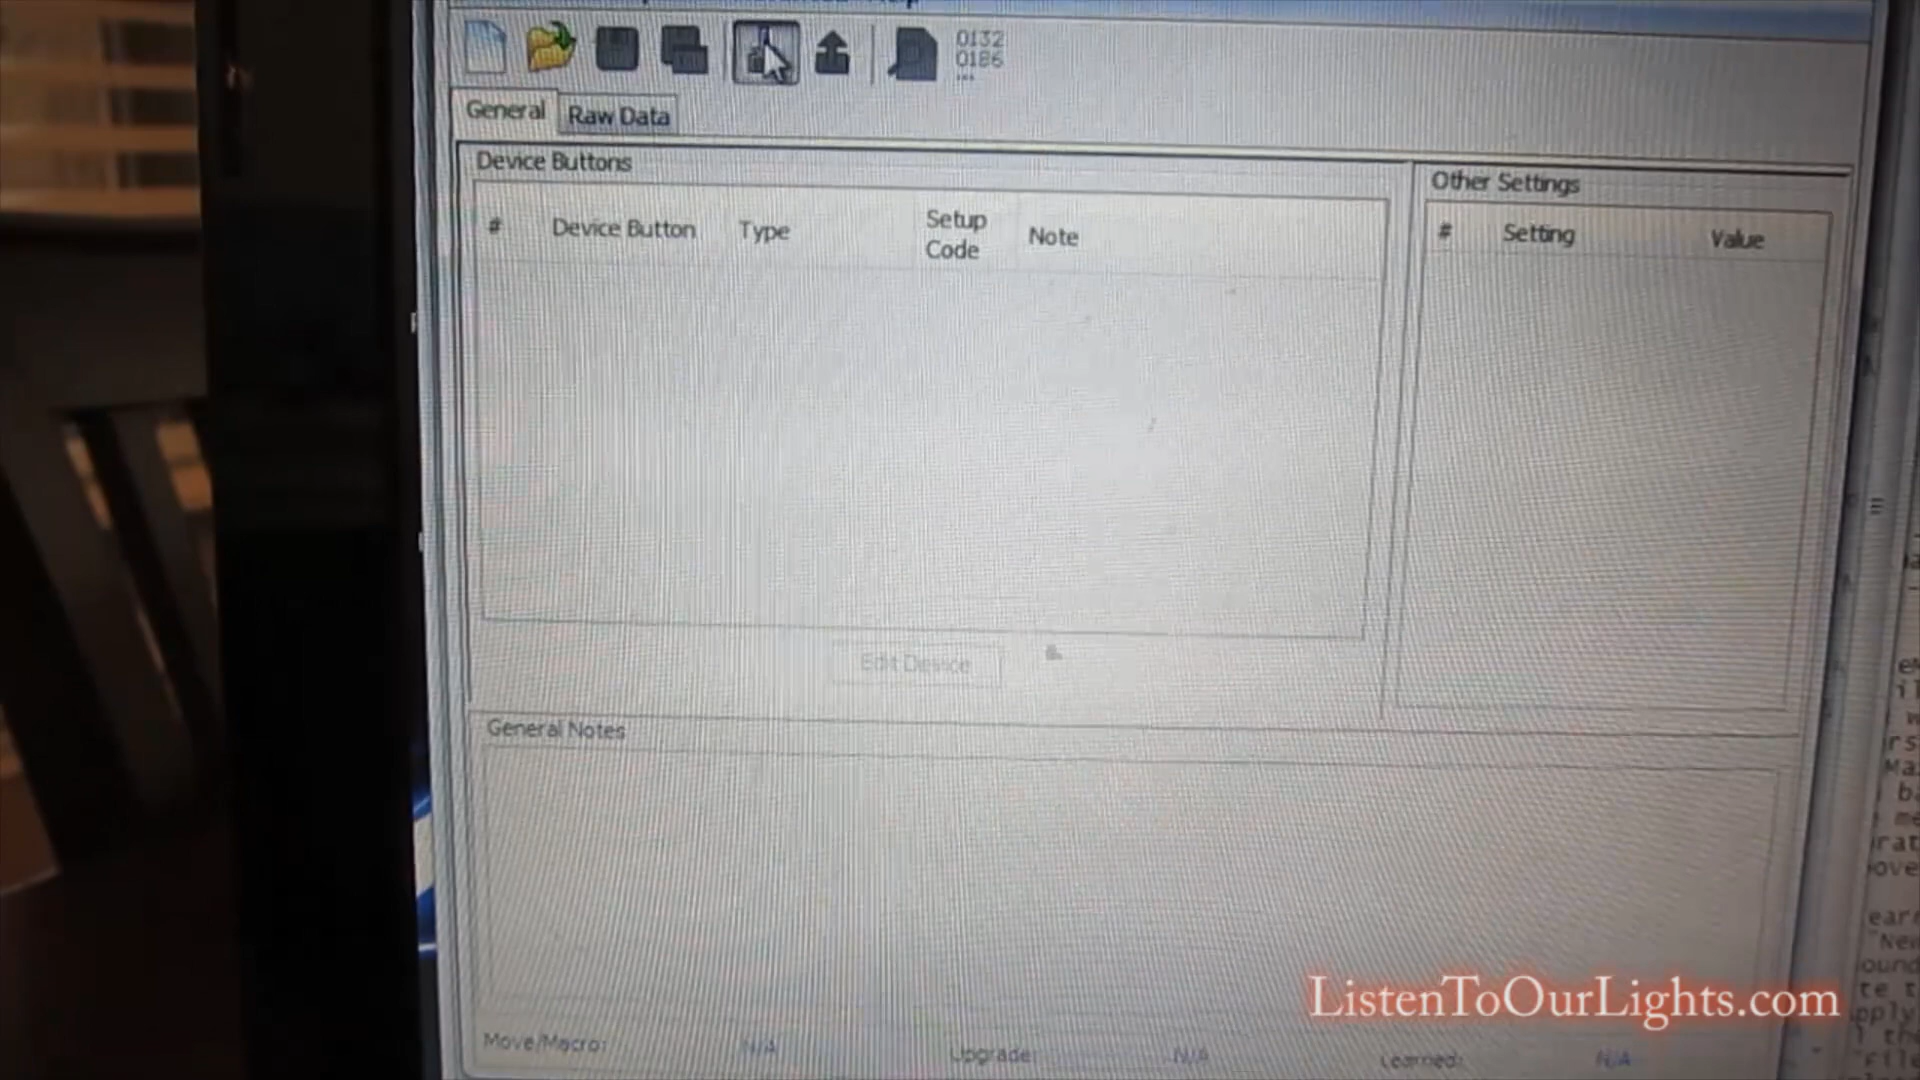 0132
0186
...
General
Raw Data
Device Buttons
Other Settings
#
Device Button
Type
Setup
Code
Note
#
Setting
Value
Edit Device
General Notes
Move/Macro:
N/A
Upgrade:
N/A
Learned:
N/A
ListenToOurLights.com